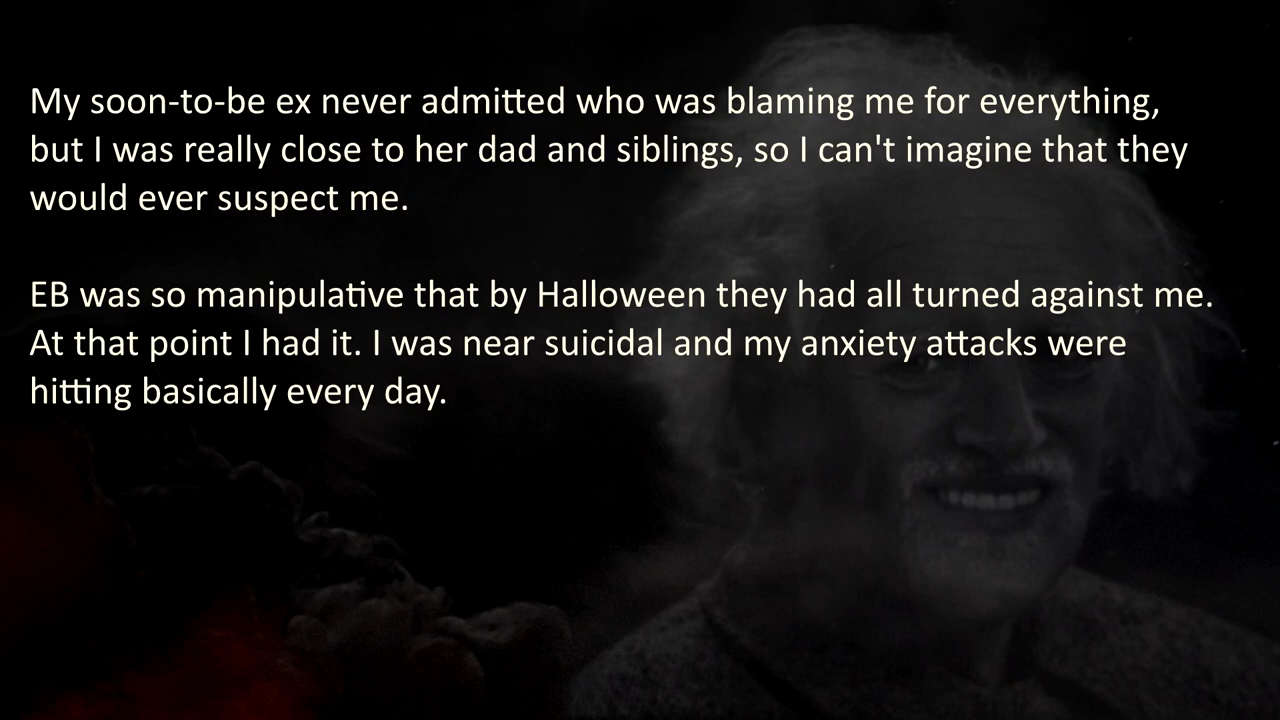 My soon-to-be ex never admitted who was blaming me for everything,
but I was really close to her dad and siblings, so I can't imagine that they
would ever suspect me.
EB was so manipulative that by Halloween they had all turned against me.
At that point I had it. I was near suicidal and my anxiety attacks were
hitting basically every day.